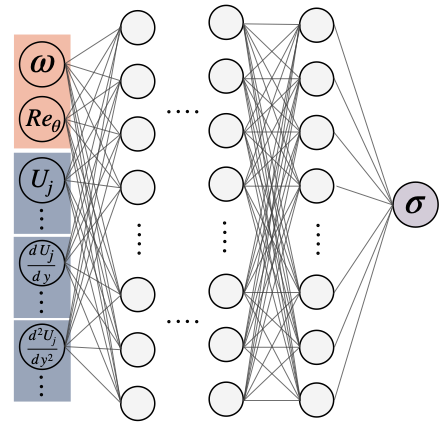 ω
Re_θ
U_j
dU_j
dy
d²U_j
dy²
σ